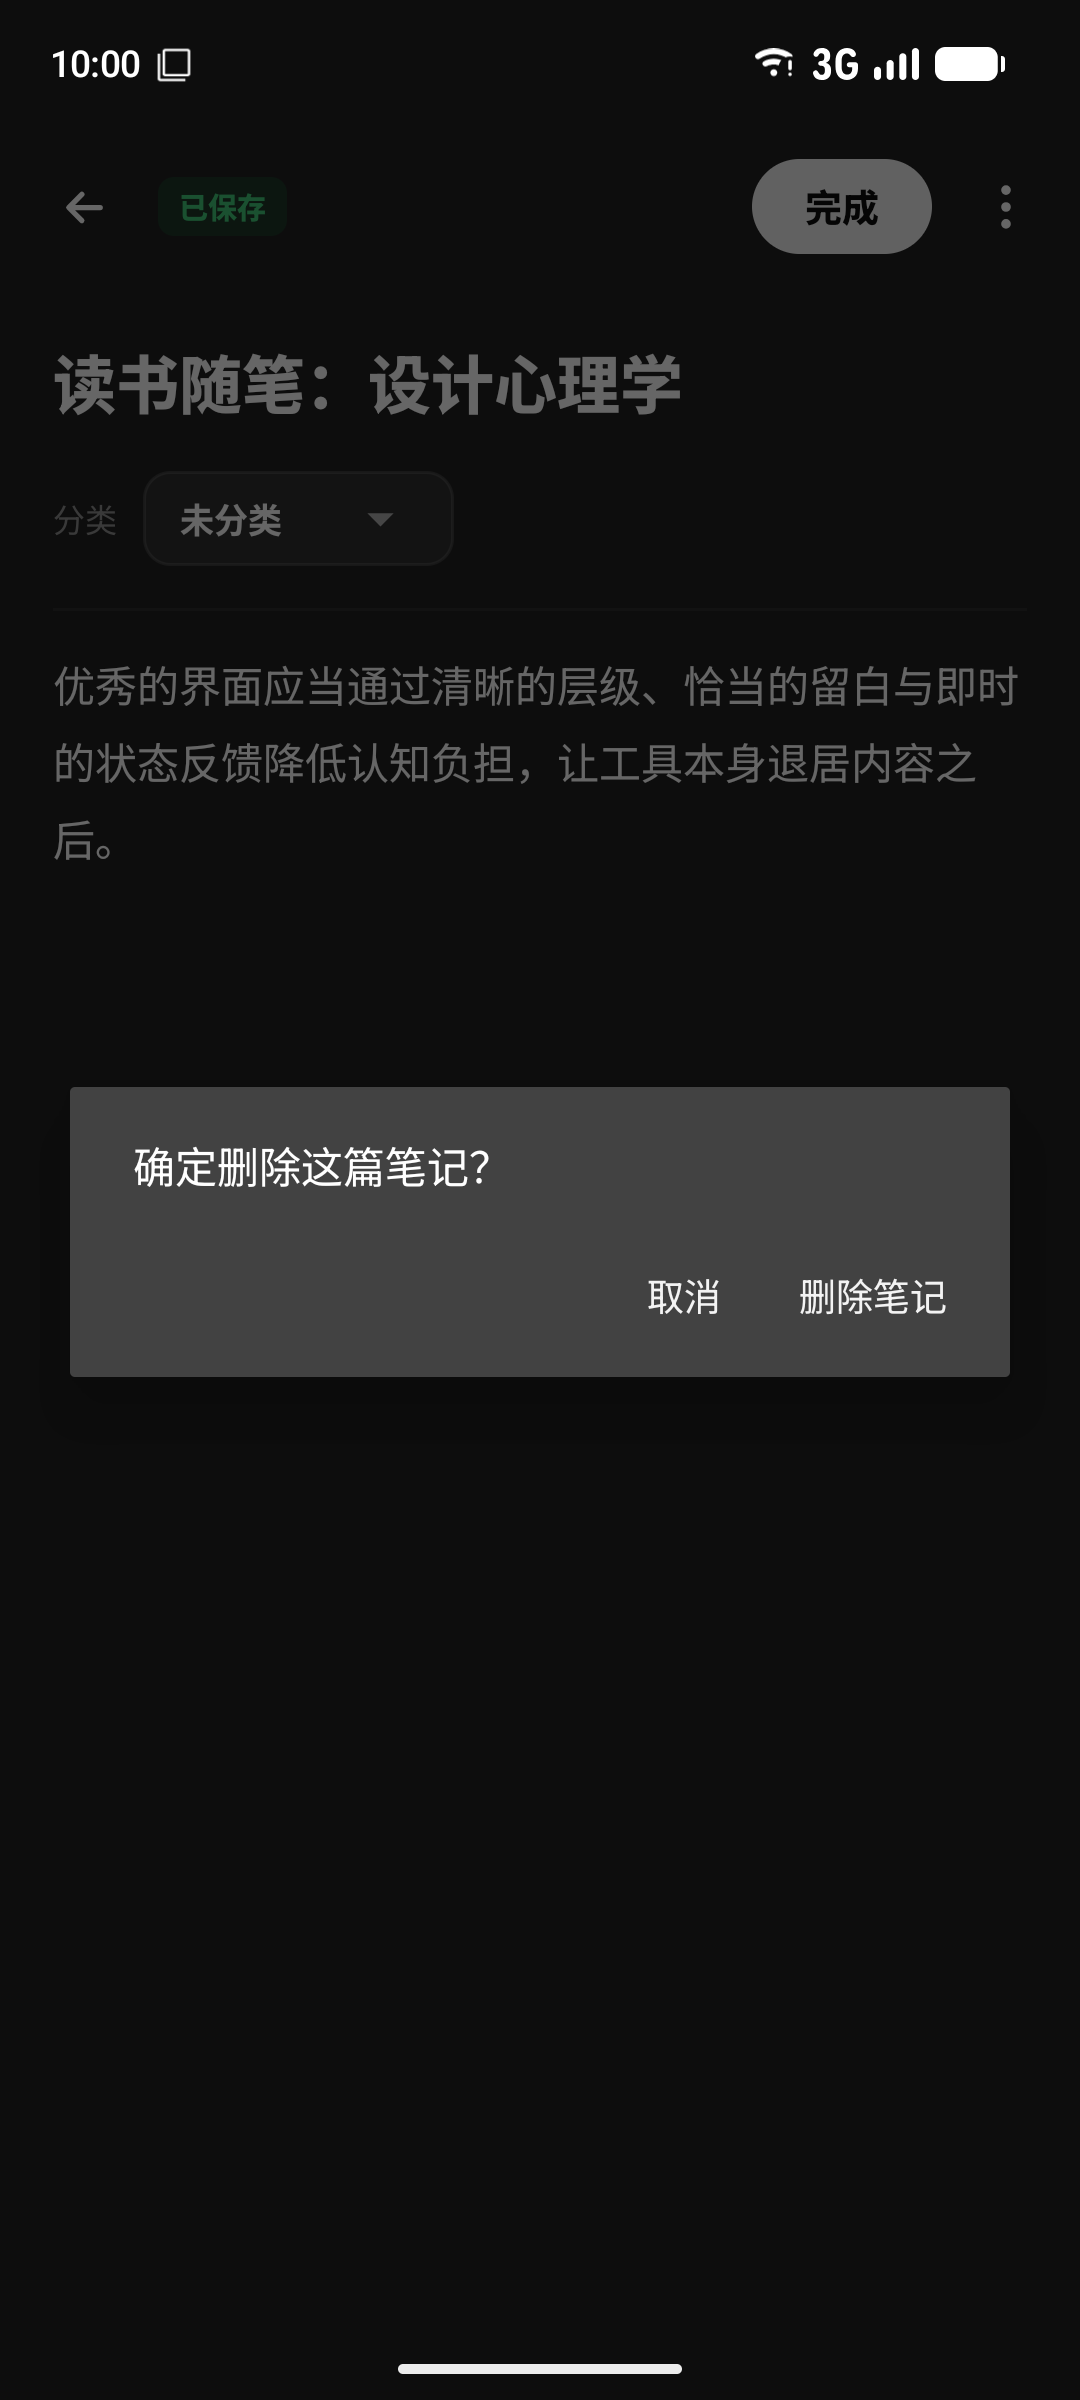 10:00
3G
已保存
完成
读书随笔：设计心理学
分类
未分类
优秀的界面应当通过清晰的层级、恰当的留白与即时
的状态反馈降低认知负担，让工具本身退居内容之
后。
确定删除这篇笔记？
取消
删除笔记